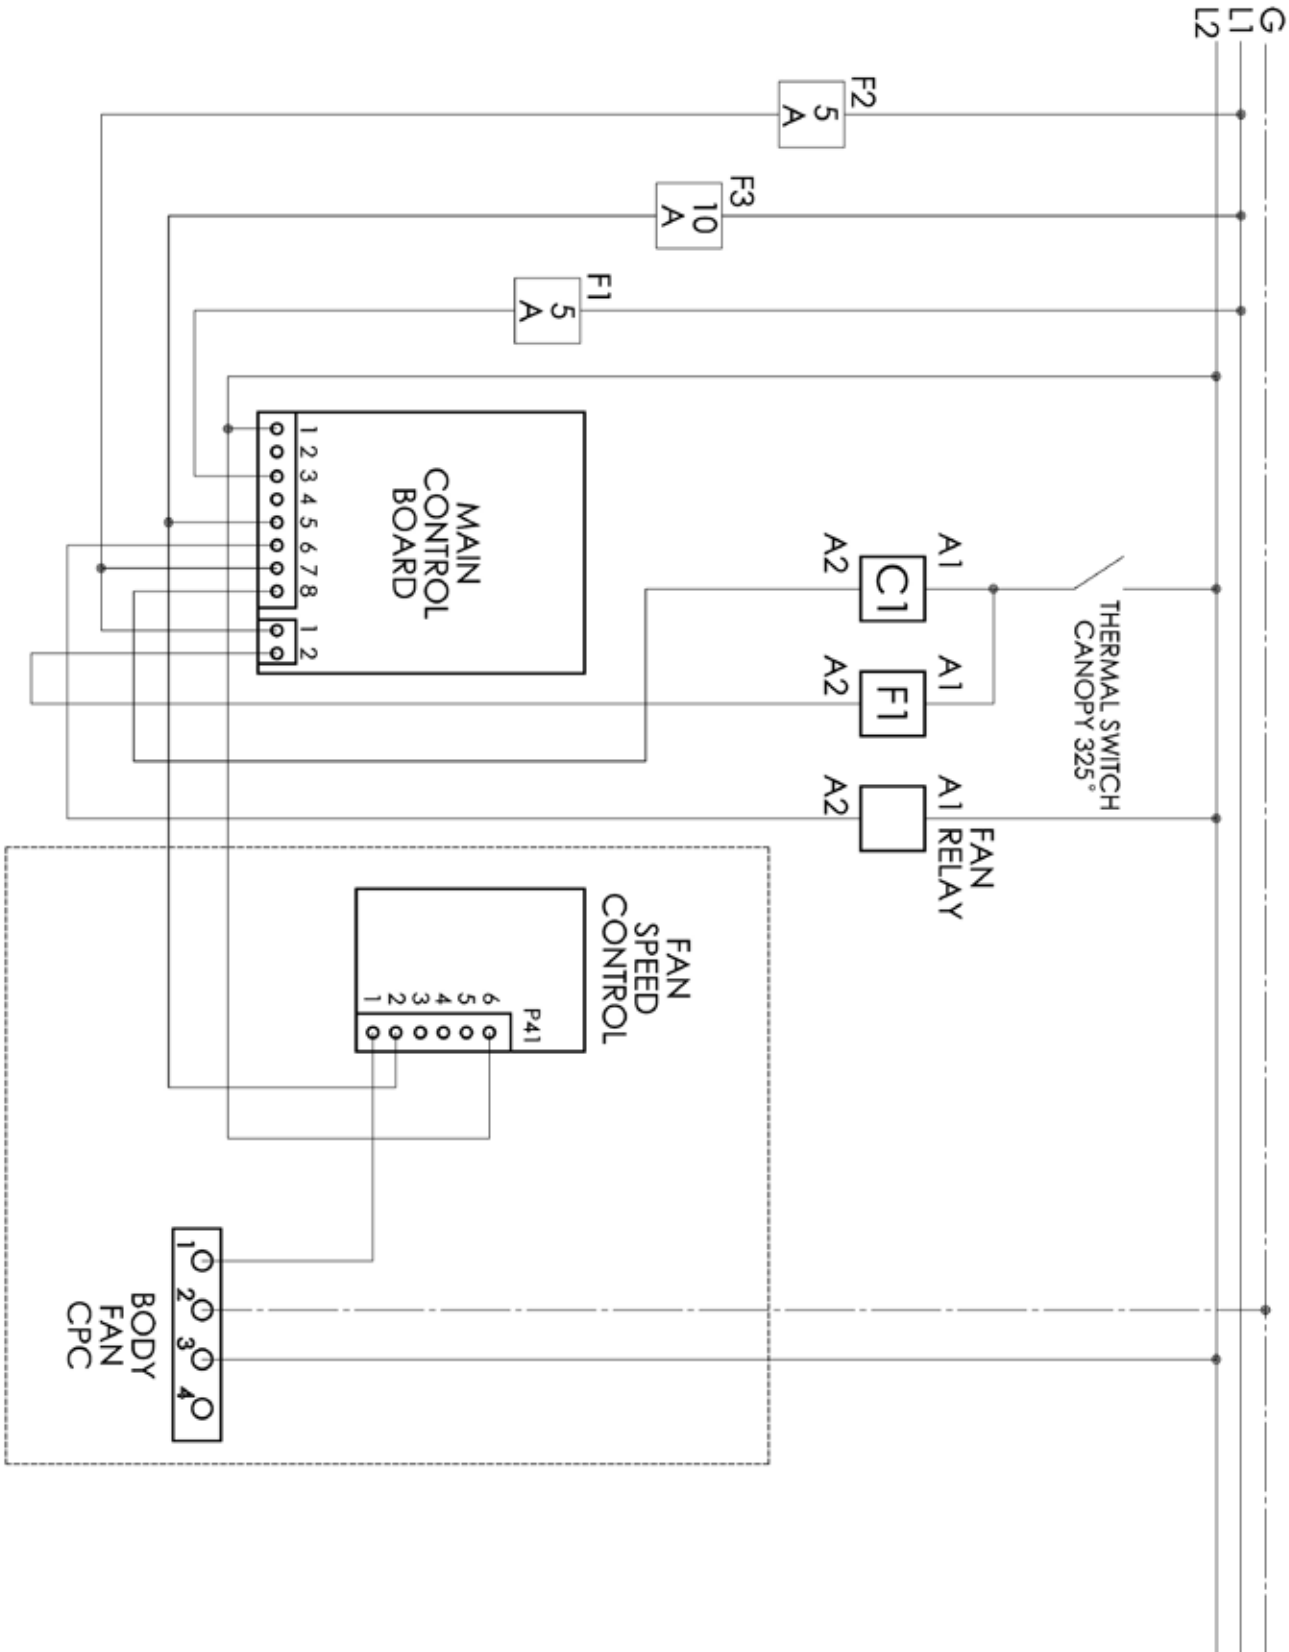 G
L1
L2
F2
5
A
F3
10
A
F1
5
A
MAIN
CONTROL
BOARD
1
2
3
4
5
6
7
8
1
2
THERMAL SWITCH
CANOPY 325°
A1
C1
A2
A1
F1
A2
FAN
RELAY
A1
A2
FAN
SPEED
CONTROL
P41
6
5
4
3
2
1
1
2
3
4
BODY
FAN
CPC